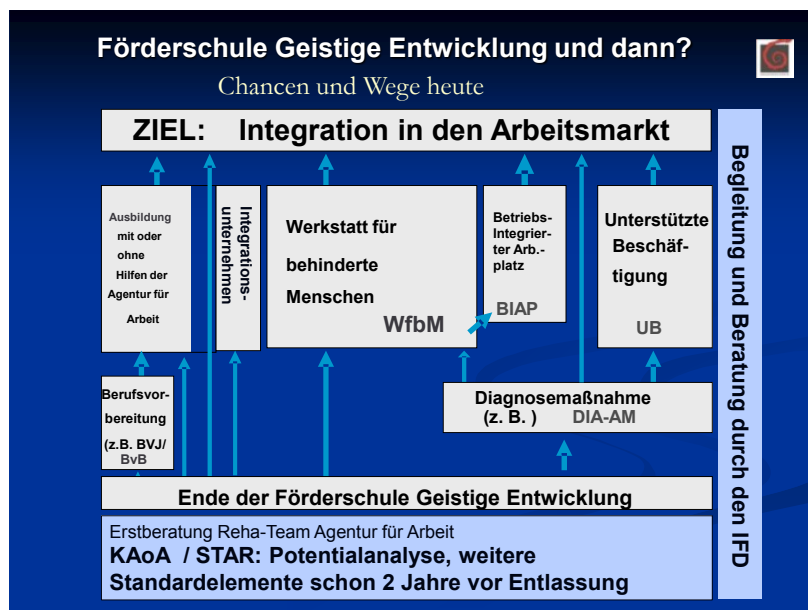 Förderschule Geistige Entwicklung und dann?
Chancen und Wege heute
ZIEL: Integration in den Arbeitsmarkt
Ausbildung
mit oder
ohne
Hilfen der
Agentur für
Arbeit
Integrations-
unternehmen
Werkstatt für
behinderte
Menschen
WfbM
Betriebs-
Integrier-
ter Arb.-
platz
BIAP
Unterstützte
Beschäf-
tigung
UB
Berufsvor-
bereitung
(z.B. BVJ/
BvB
Diagnosemaßnahme
(z. B. ) DIA-AM
Ende der Förderschule Geistige Entwicklung
Erstberatung Reha-Team Agentur für Arbeit
KAoA / STAR: Potentialanalyse, weitere
Standardelemente schon 2 Jahre vor Entlassung
Begleitung und Beratung durch den IFD